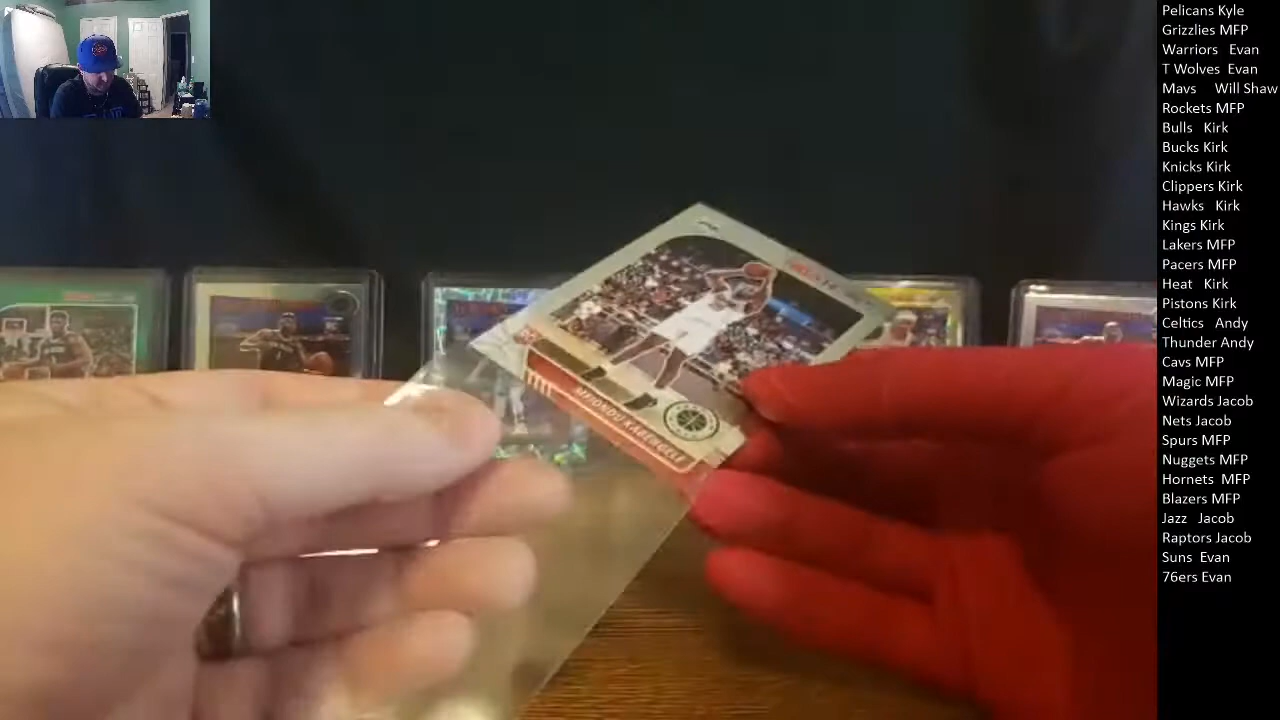 Pelicans Kyle
Grizzlies MFP
Warriors Evan
T Wolves Evan
Mavs Will Shaw
Rockets MFP
Bulls Kirk
Bucks Kirk
Knicks Kirk
Clippers Kirk
Hawks Kirk
Kings Kirk
Lakers MFP
Pacers MFP
Heat Kirk
Pistons Kirk
Celtics Andy
Thunder Andy
Cavs MFP
Magic MFP
Wizards Jacob
Nets Jacob
Spurs MFP
Nuggets MFP
Hornets MFP
Blazers MFP
Jazz Jacob
Raptors Jacob
Suns Evan
76ers Evan
MFIONDU KABENGELE